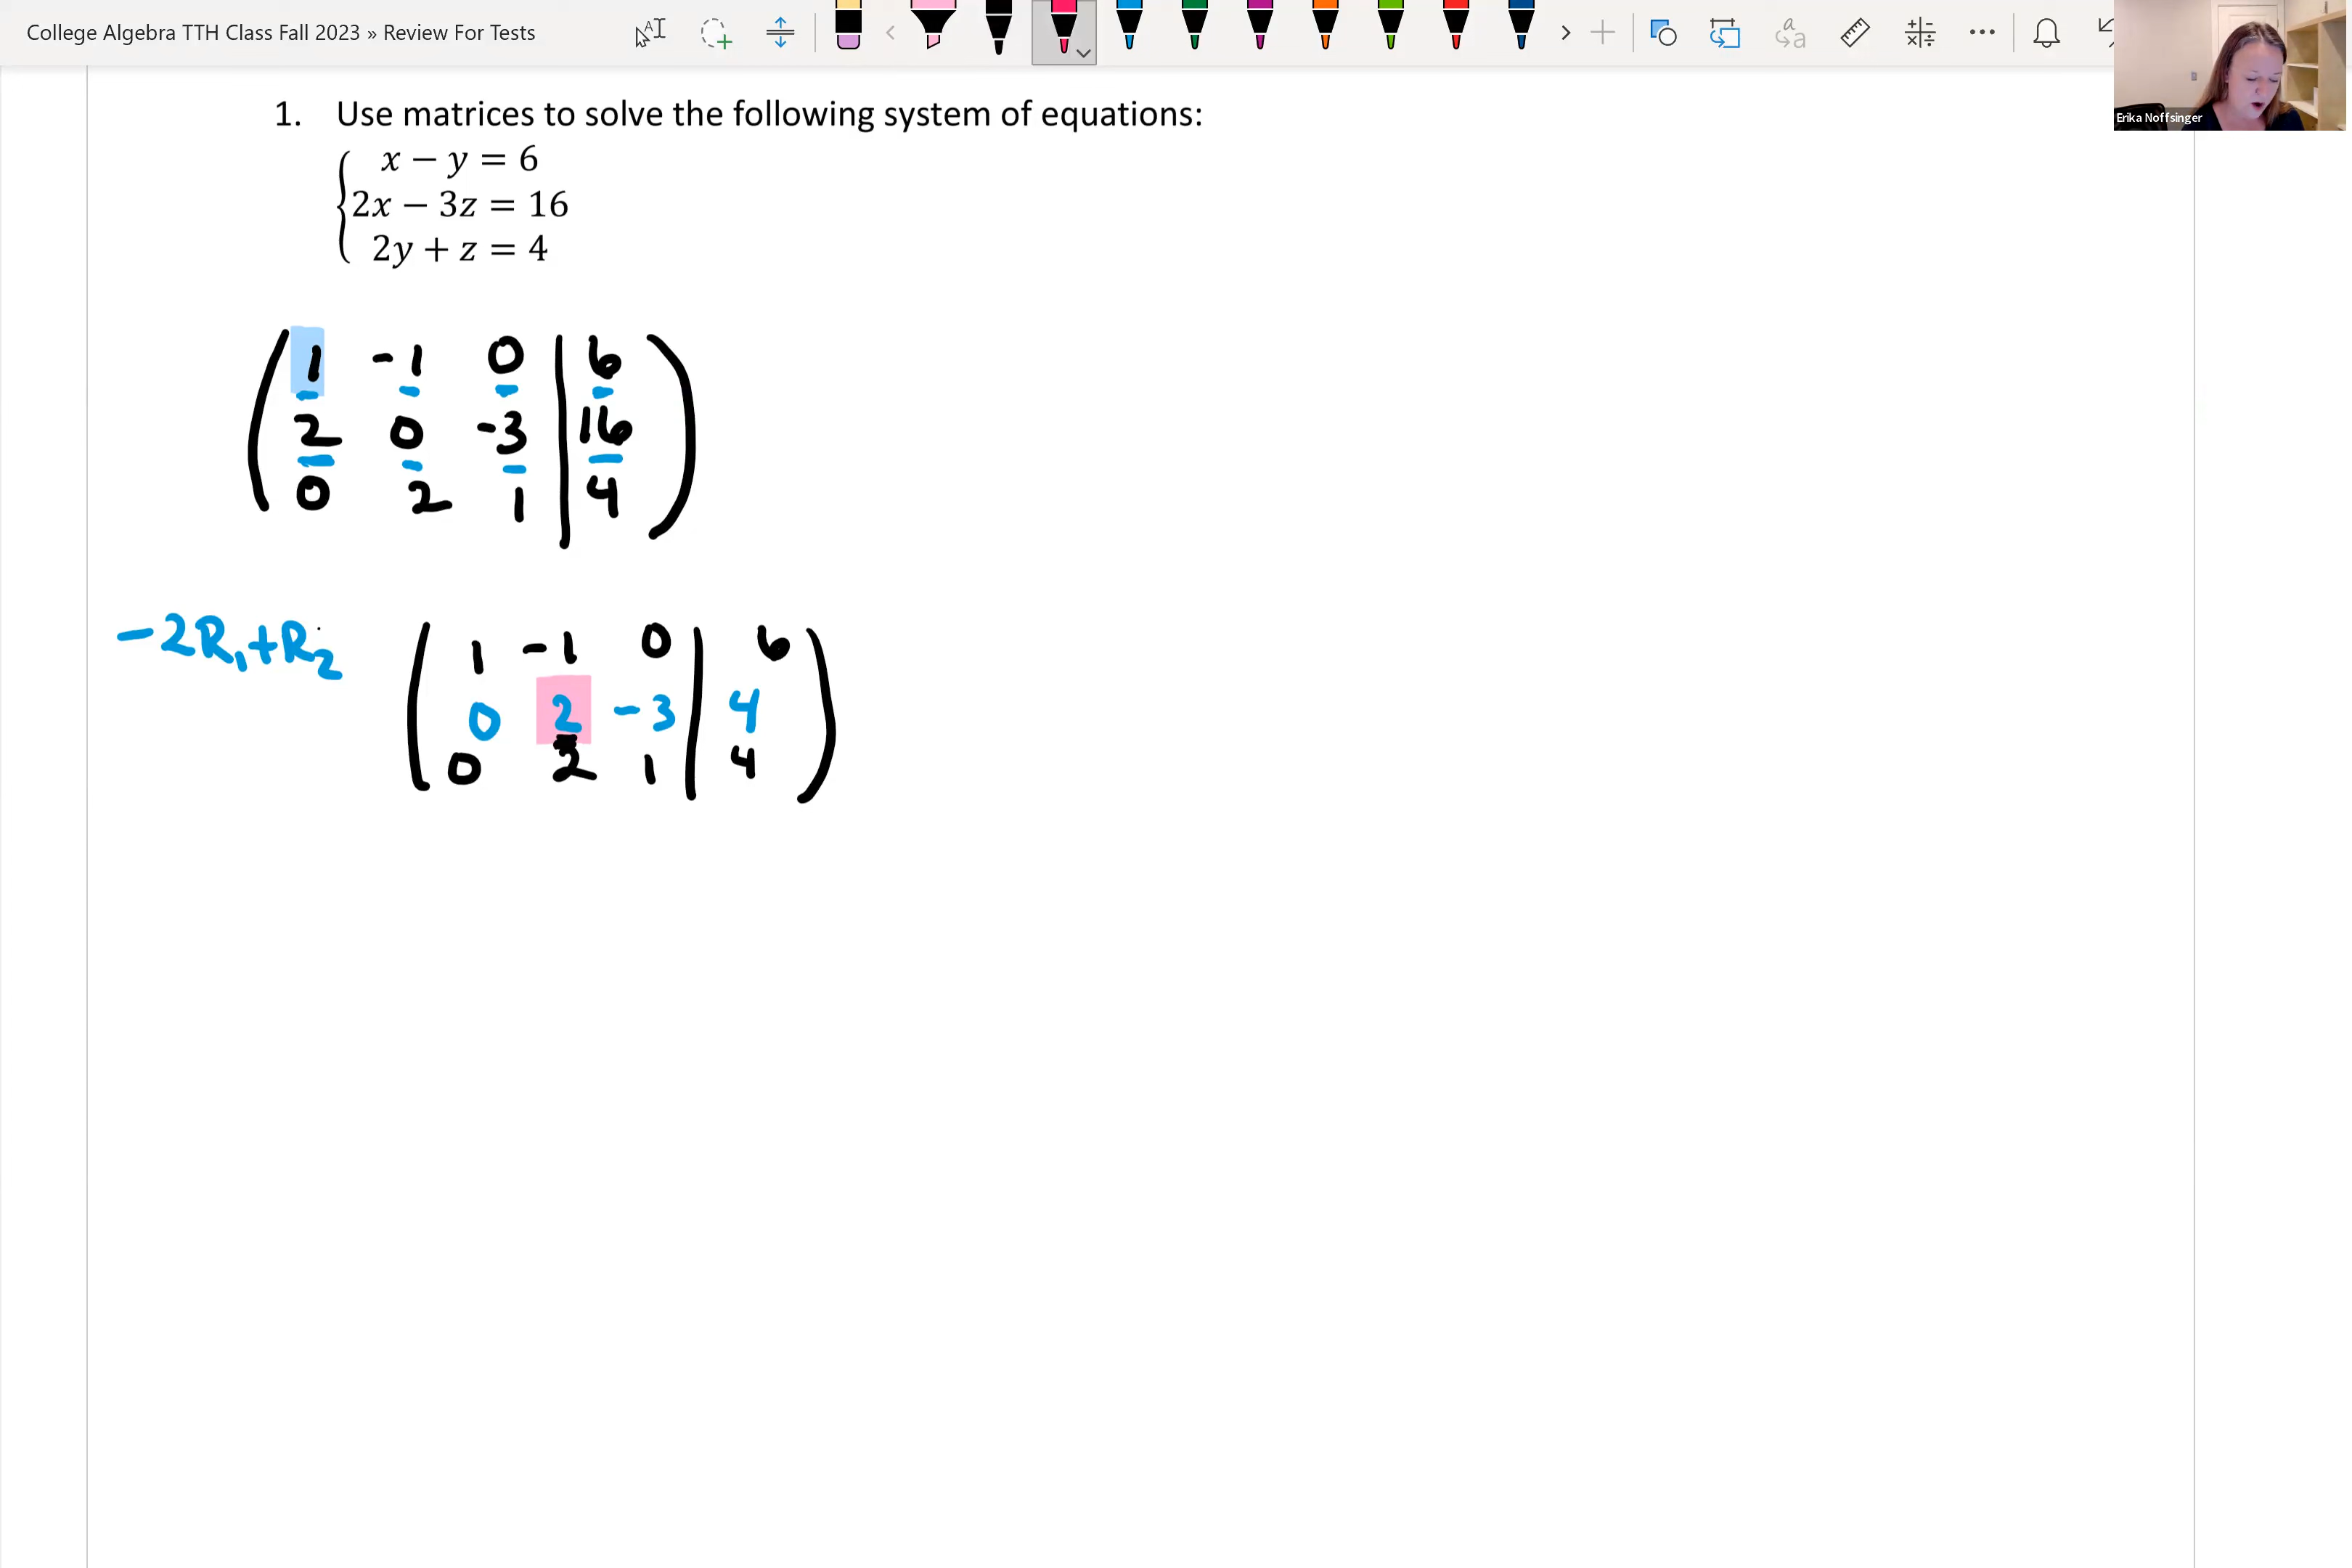 College Algebra TTH Class Fall 2023 » Review For Tests
Erika Noffsinger
1. Use matrices to solve the following system of equations:
x − y = 6
2x − 3z = 16
2y + z = 4
1 -1 0 | 6
2 0 -3 | 16
0 2 1 | 4
-2R₁+R₂
1 -1 0 | 6
0 2 -3 | 4
0 2 1 | 4